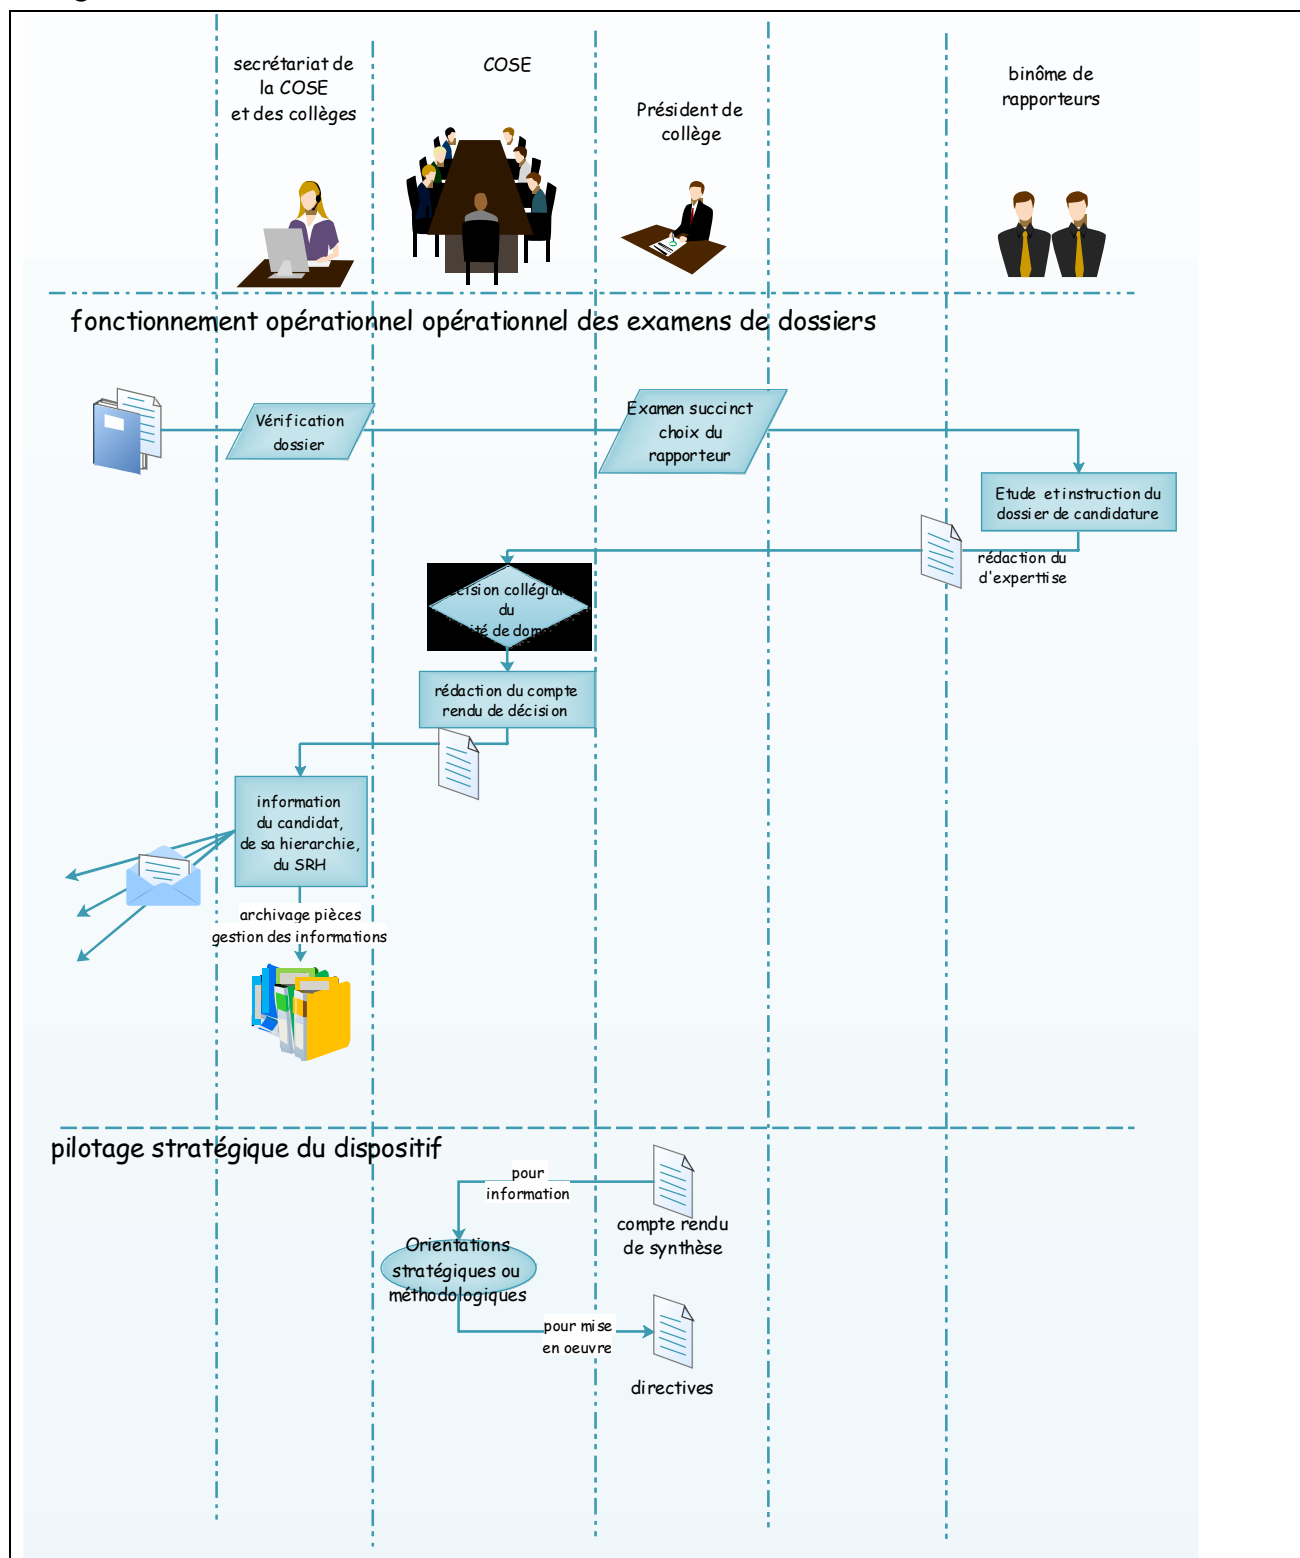 secrétariat de
la COSE
et des collèges
COSE
Président de
collège
binôme de
rapporteurs
fonctionnement opérationnel opérationnel des examens de dossiers
Vérification
dossier
Examen succinct
choix du
rapporteur
Etude et instruction du
dossier de candidature
rédaction du
d'experttise
collégia
du
de
rédaction du compte
rendu de décision
information
du candidat,
de sa hierarchie,
du SRH
archivage pièces
gestion des informations
pilotage stratégique du dispositif
pour
information
compte rendu
de synthèse
Orientations
stratégiques ou
méthodologiques
pour mise
en oeuvre
directives